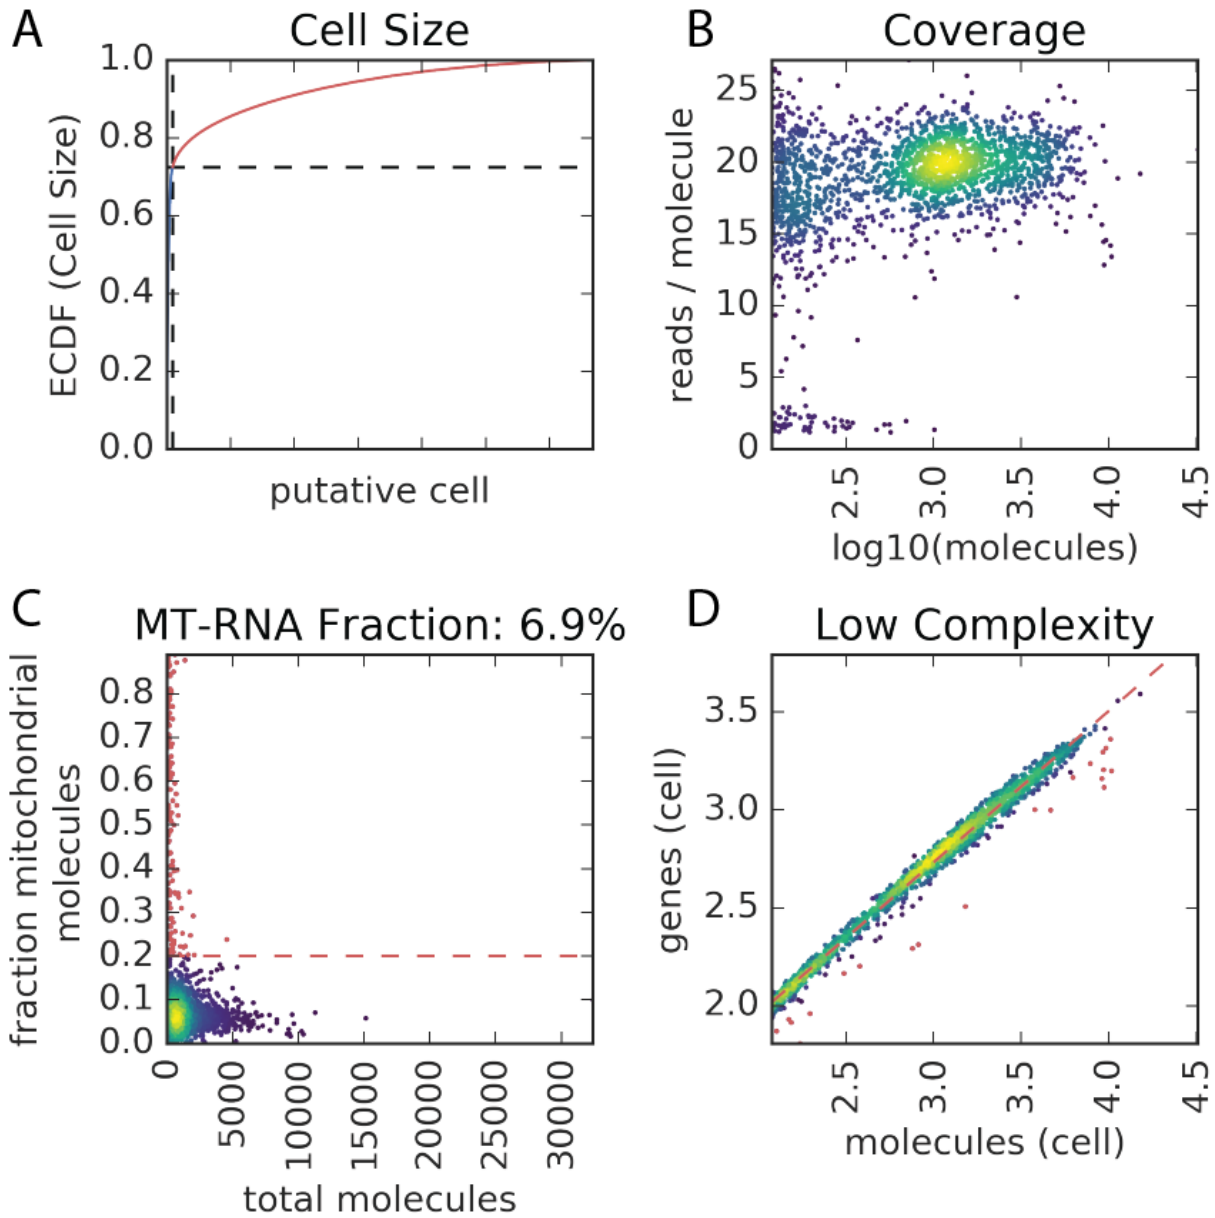 A
Cell Size
1.0
0.8
0.6
0.4
0.2
0.0
ECDF (Cell Size)
putative cell
B
Coverage
25
20
15
10
5
0
reads / molecule
2.5
3.0
3.5
4.0
4.5
log10(molecules)
C
MT-RNA Fraction: 6.9%
0.8
0.7
0.6
0.5
0.4
0.3
0.2
0.1
0.0
fraction mitochondrial
molecules
0
5000
10000
15000
20000
25000
30000
total molecules
D
Low Complexity
3.5
3.0
2.5
2.0
genes (cell)
2.5
3.0
3.5
4.0
4.5
molecules (cell)